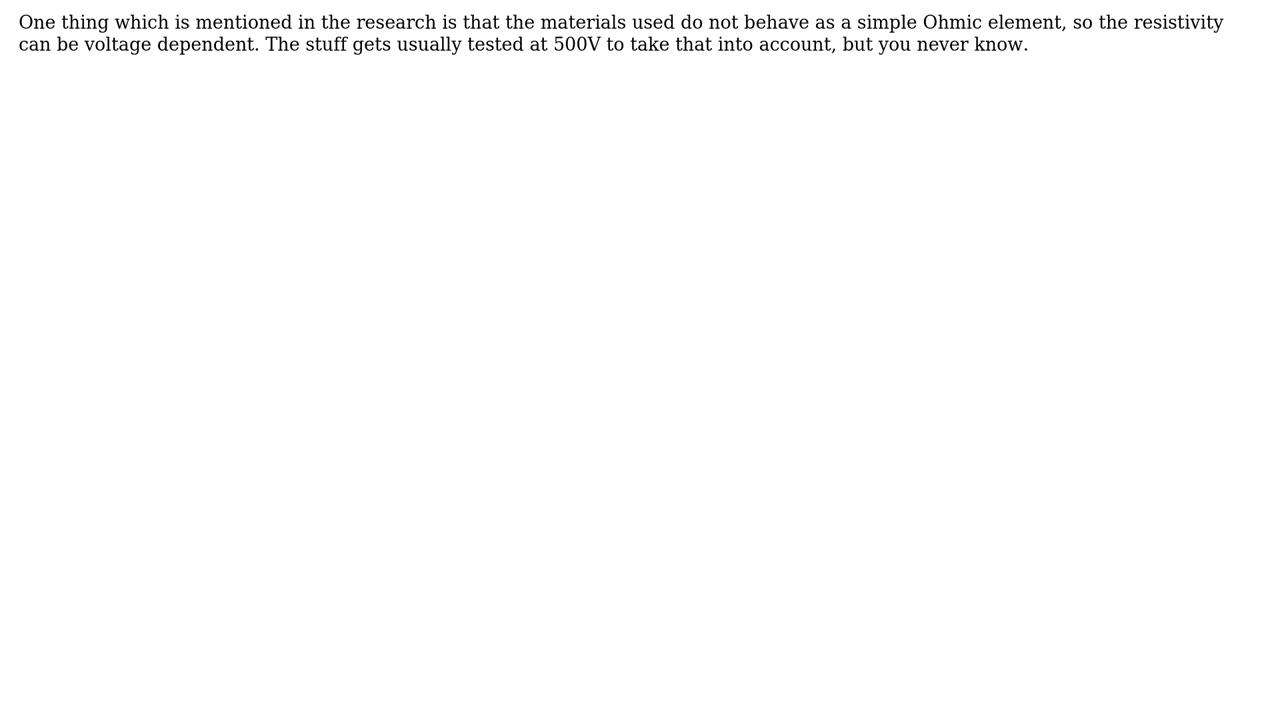 One thing which is mentioned in the research is that the materials used do not behave as a simple Ohmic element, so the resistivity
can be voltage dependent. The stuff gets usually tested at 500V to take that into account, but you never know.